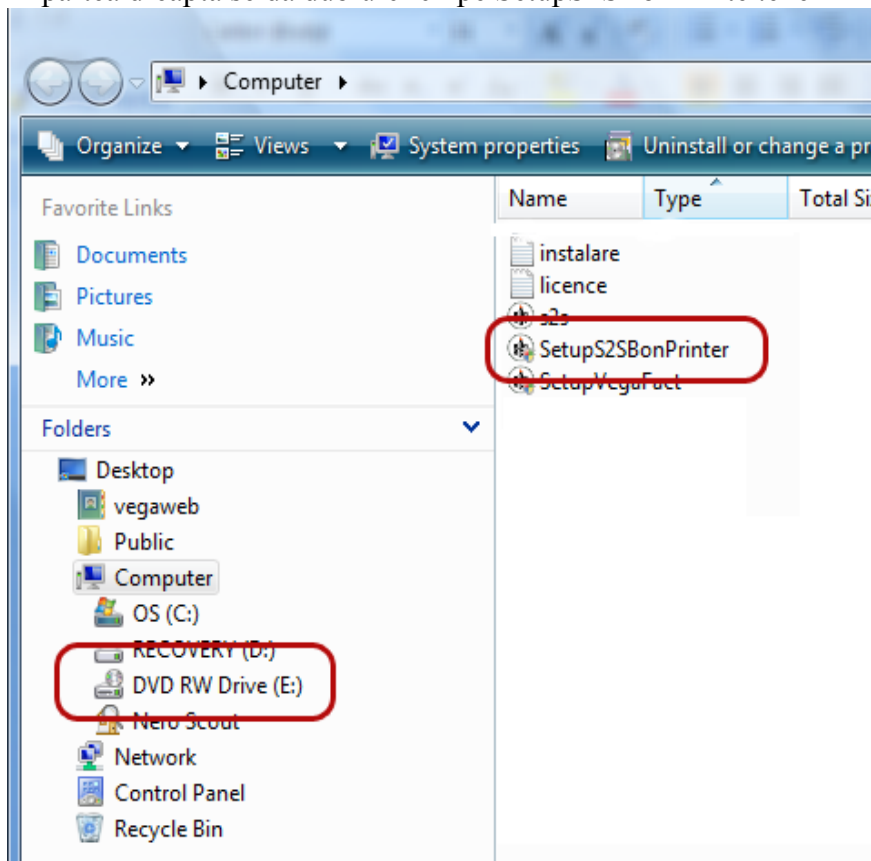 Computer
Organize Views System properties Uninstall or change a pr
Favorite Links
Documents
Pictures
Music
More »
Folders
Desktop
vegaweb
Public
Computer
OS (C:)
RECOVERY (D:)
DVD RW Drive (E:)
Nero Scout
Network
Control Panel
Recycle Bin
Name Type Total Si
instalare
licence
s2s
SetupS2SBonPrinter
SetupVegaFact